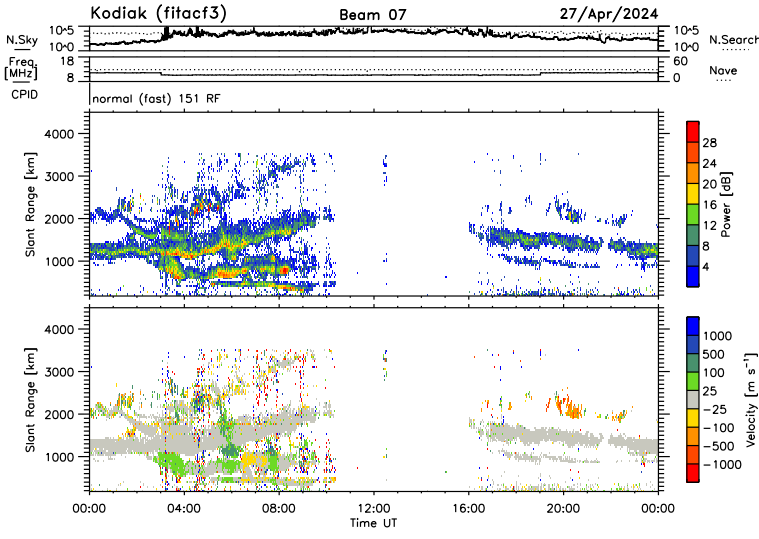 Kodiak (fitacf3) Beam 07 27/Apr/2024
N.Sky 10^5 10^0 10^5 10^0 N.Search
Freq. [MHz] 18 8 60 0 Nave
CPID normal (fast) 151 RF
Slant Range [km] 4000 3000 2000 1000
Power [dB] 28 24 20 16 12 8 4
Slant Range [km] 4000 3000 2000 1000
Velocity [m s⁻¹] 1000 500 100 25 −25 −100 −500 −1000
00:00 04:00 08:00 12:00 16:00 20:00 00:00
Time UT